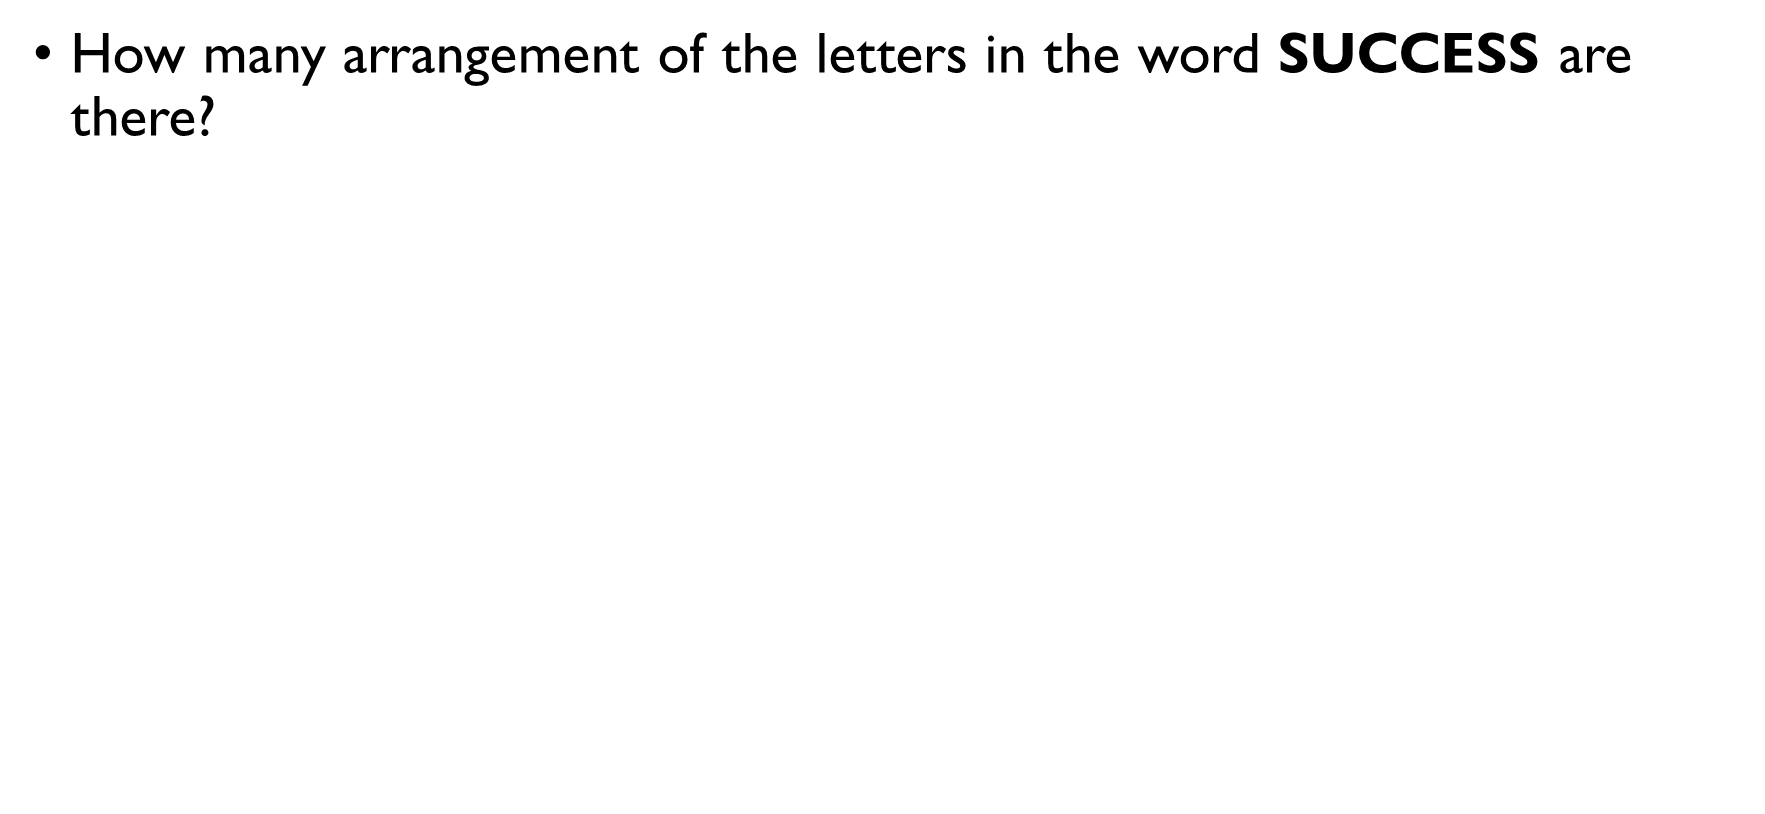 • How many arrangement of the letters in the word SUCCESS are
there?